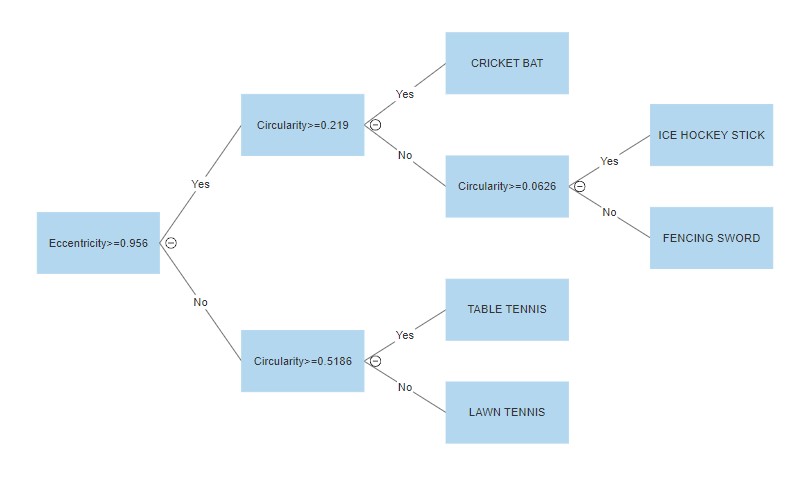 CRICKET BAT
Yes
Circularity>=0.219
ICE HOCKEY STICK
No
Yes
Yes
Circularity>=0.0626
No
Eccentricity>=0.956
FENCING SWORD
No
TABLE TENNIS
Yes
Circularity>=0.5186
No
LAWN TENNIS